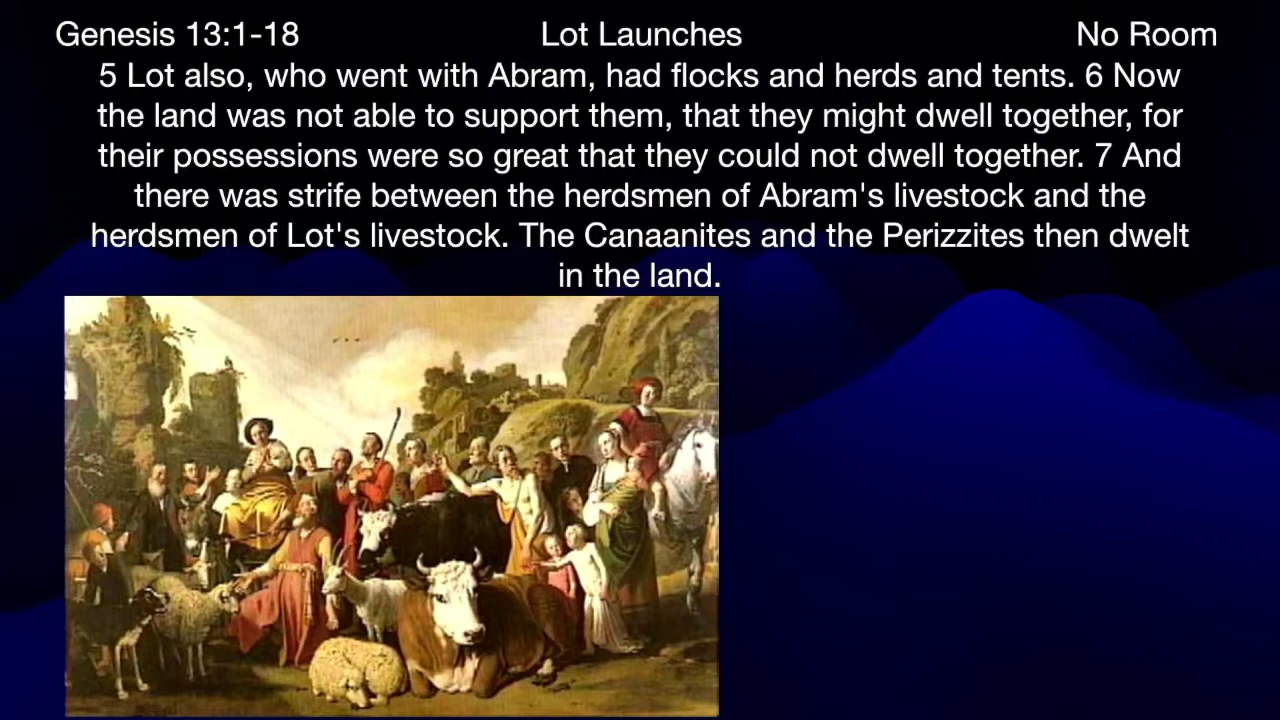 Genesis 13:1-18 Lot Launches No Room
5 Lot also, who went with Abram, had flocks and herds and tents. 6 Now
the land was not able to support them, that they might dwell together, for
their possessions were so great that they could not dwell together. 7 And
there was strife between the herdsmen of Abram's livestock and the
herdsmen of Lot's livestock. The Canaanites and the Perizzites then dwelt
in the land.